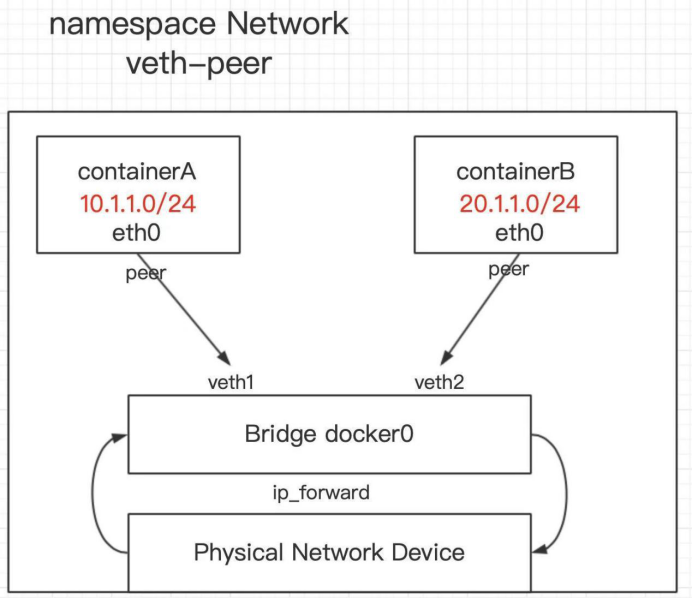 namespace Network
veth-peer
containerA
10.1.1.0/24
eth0
peer
containerB
20.1.1.0/24
eth0
peer
veth1
veth2
Bridge docker0
ip_forward
Physical Network Device